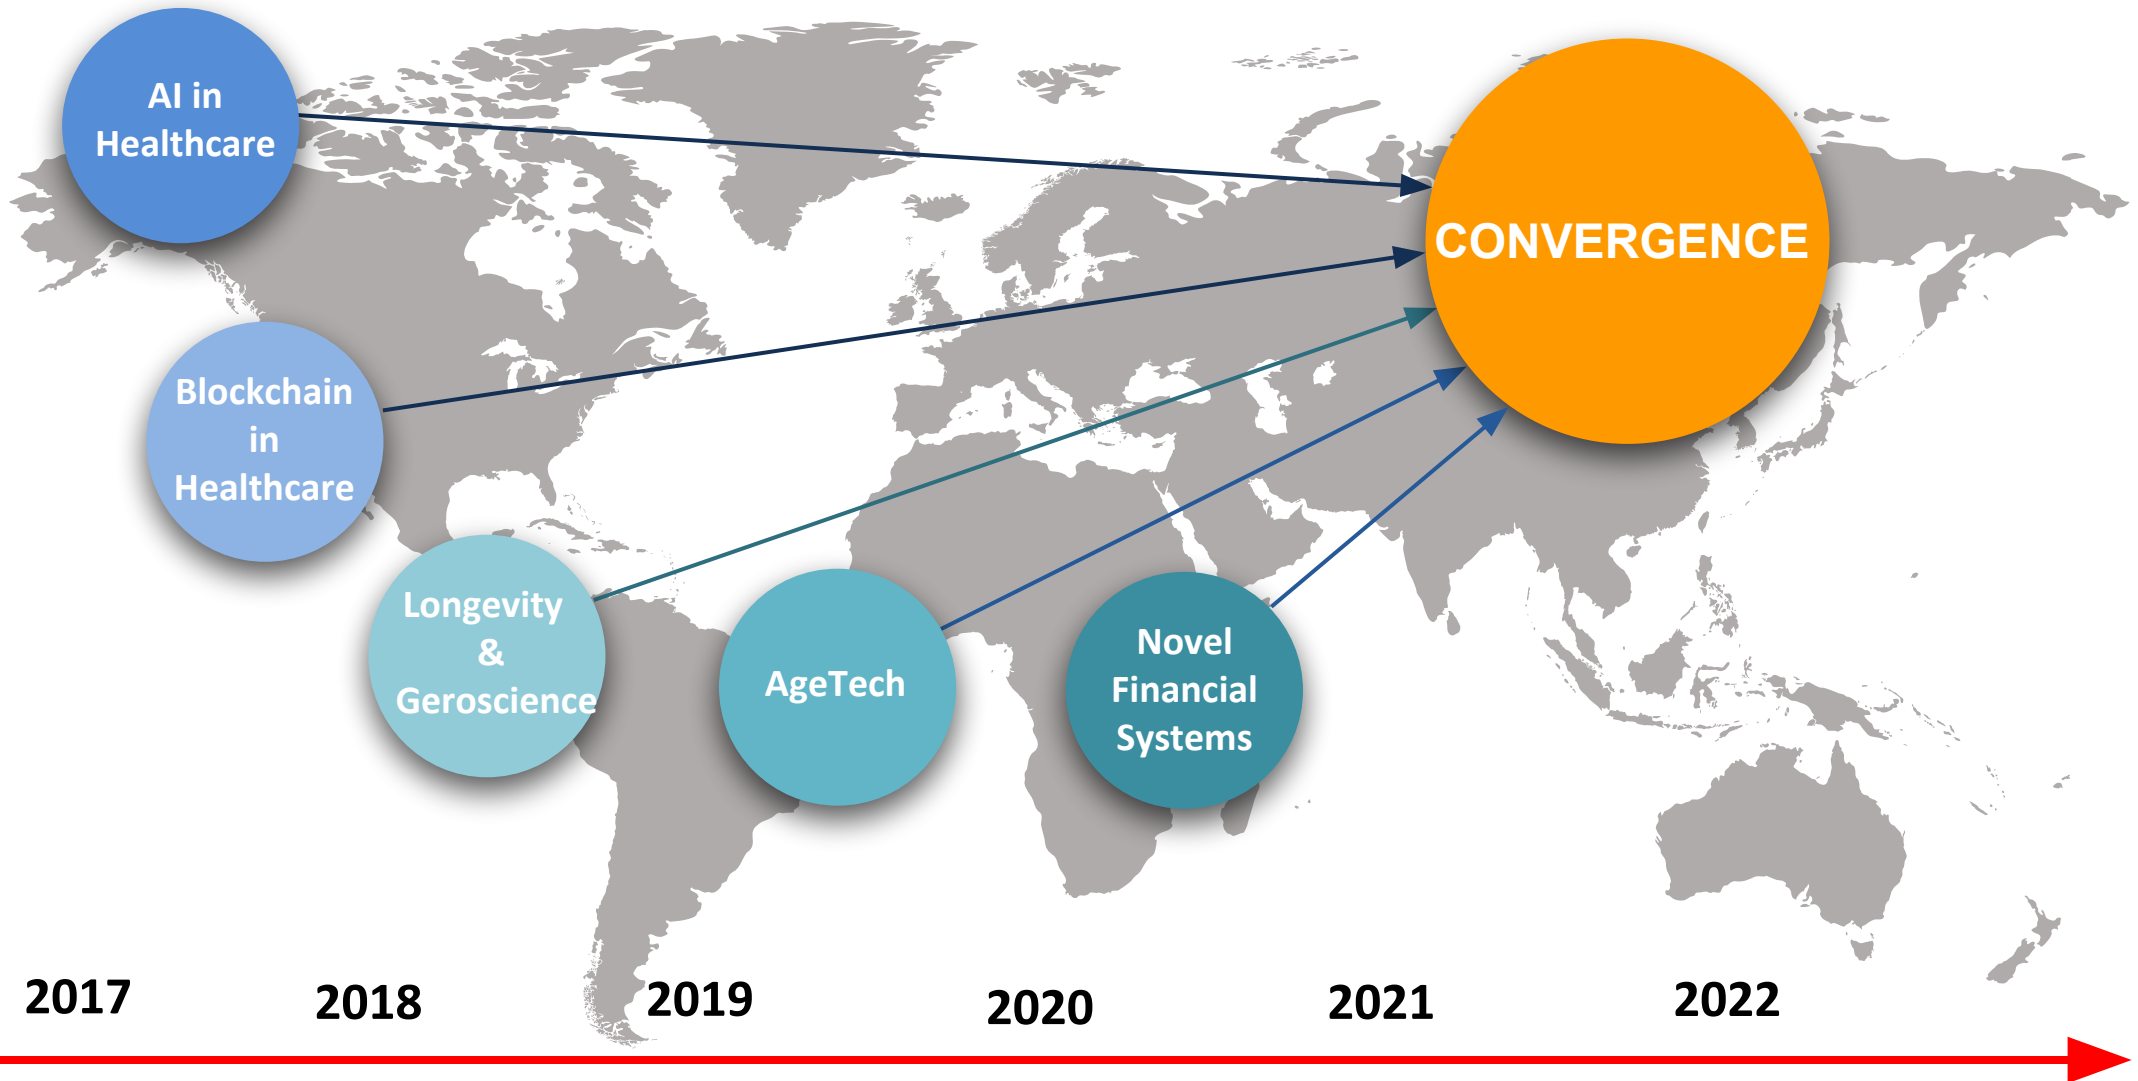 AI in
Healthcare
CONVERGENCE
Blockchain
in
Healthcare
Longevity
&
Geroscience
AgeTech
Novel
Financial
Systems
2017
2018
2019
2020
2021
2022